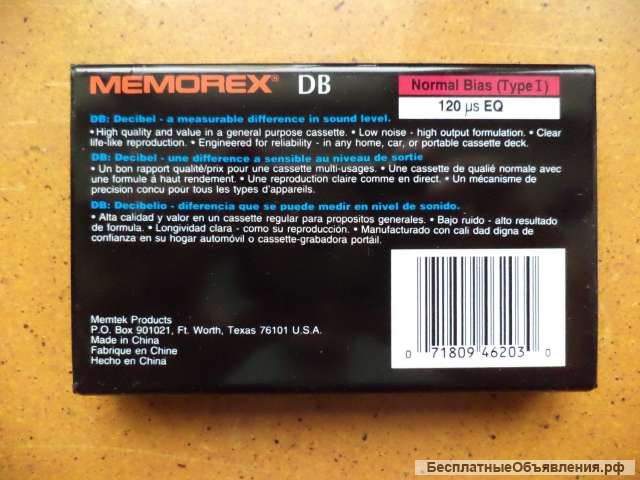 MEMOREX® DB
Normal Bias (Type I)
120 µs EQ
DB: Decibel - a measurable difference in sound level.
• High quality and value in a general purpose cassette. • Low noise - high output formulation. • Clear
life-like reproduction. • Engineered for reliability - in any home, car, or portable cassette deck.
DB: Decibel - une difference a sensible au niveau de sortie
• Un bon rapport qualité/prix pour une cassette multi-usages. • Une cassette de qualié normale avec
une formule à haut rendement. • Une reproduction claire comme en direct. • Un mécanisme de
precision concu pour tous les types d'appareils.
DB: Decibelio - diferencia que se puede medir en nivel de sonido.
• Alta calidad y valor en un cassette regular para propositos generales. • Bajo ruido - alto resultado
de formula. • Longividad clara - como su reproducción. • Manufacturado con cali dad digna de
confianza en su hogar automóvil o cassette-grabadora portáil.
Memtek Products
P.O. Box 901021, Ft. Worth, Texas 76101 U.S.A.
Made in China
Fabrique en Chine
Hecho en China
0 71809 46203 0
БесплатныеОбъявления.рф